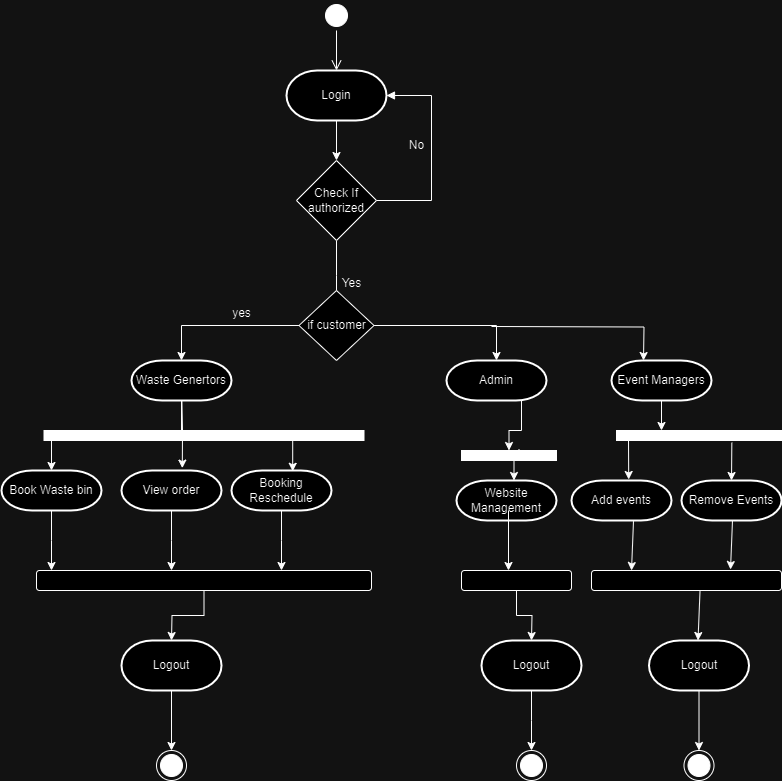 Login
No
Check If
authorized
Yes
if customer
yes
Waste Genertors
Admin
Event Managers
Book Waste bin
View order
Booking
Reschedule
Website
Management
Add events
Remove Events
Logout
Logout
Logout